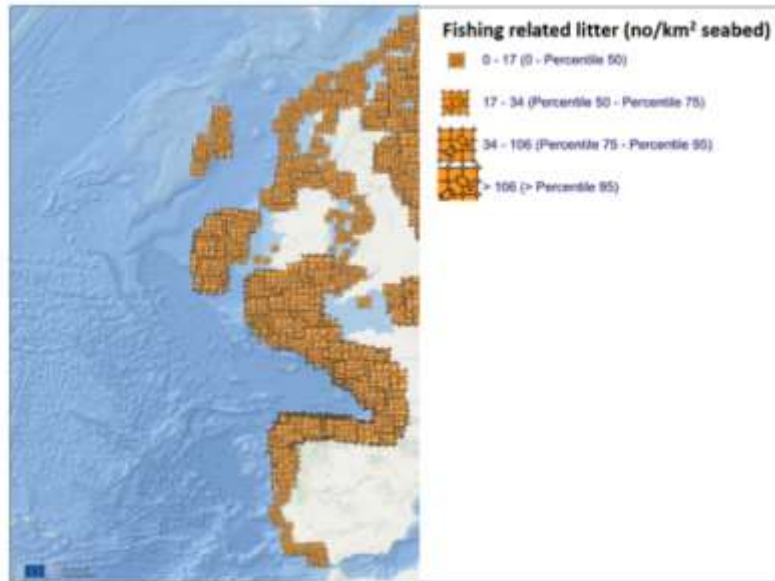 Fishing related litter (no/km² seabed)
0 - 17 (0 - Percentile 50)
17 - 34 (Percentile 50 - Percentile 75)
34 - 106 (Percentile 75 - Percentile 95)
> 106 (> Percentile 95)